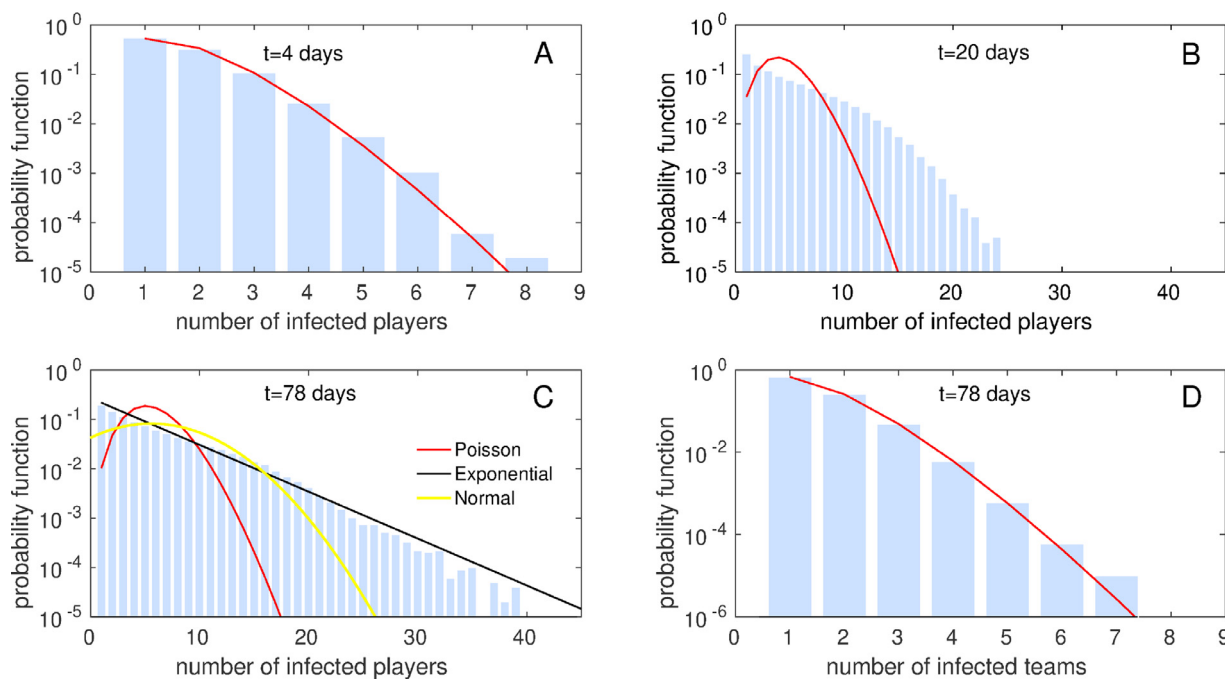 A
t=4 days
probability function
10^0
10^-1
10^-2
10^-3
10^-4
10^-5
0 1 2 3 4 5 6 7 8 9
number of infected players
B
t=20 days
probability function
10^0
10^-1
10^-2
10^-3
10^-4
10^-5
0 10 20 30 40
number of infected players
C
t=78 days
probability function
10^0
10^-1
10^-2
10^-3
10^-4
10^-5
Poisson
Exponential
Normal
0 10 20 30 40
number of infected players
D
t=78 days
probability function
10^0
10^-2
10^-4
10^-6
0 1 2 3 4 5 6 7 8 9
number of infected teams